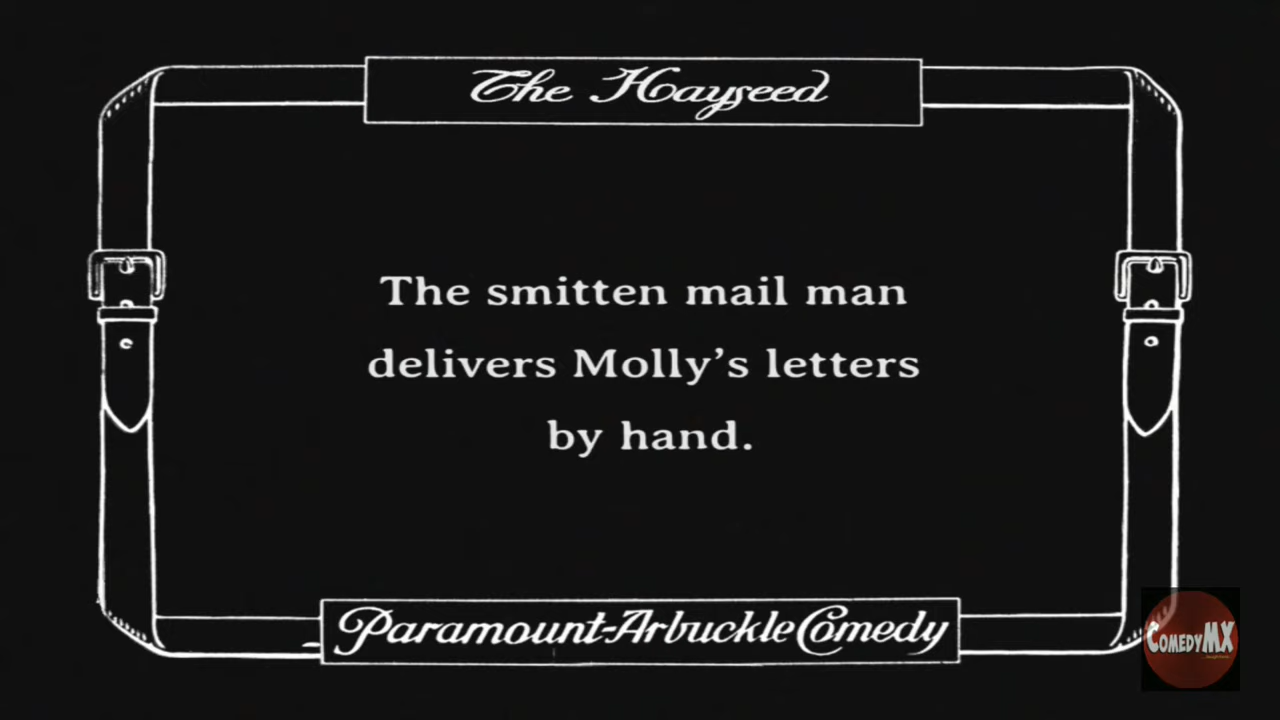 The Hayseed
The smitten mail man
delivers Molly’s letters
by hand.
Paramount-Arbuckle Comedy
COMEDYMX